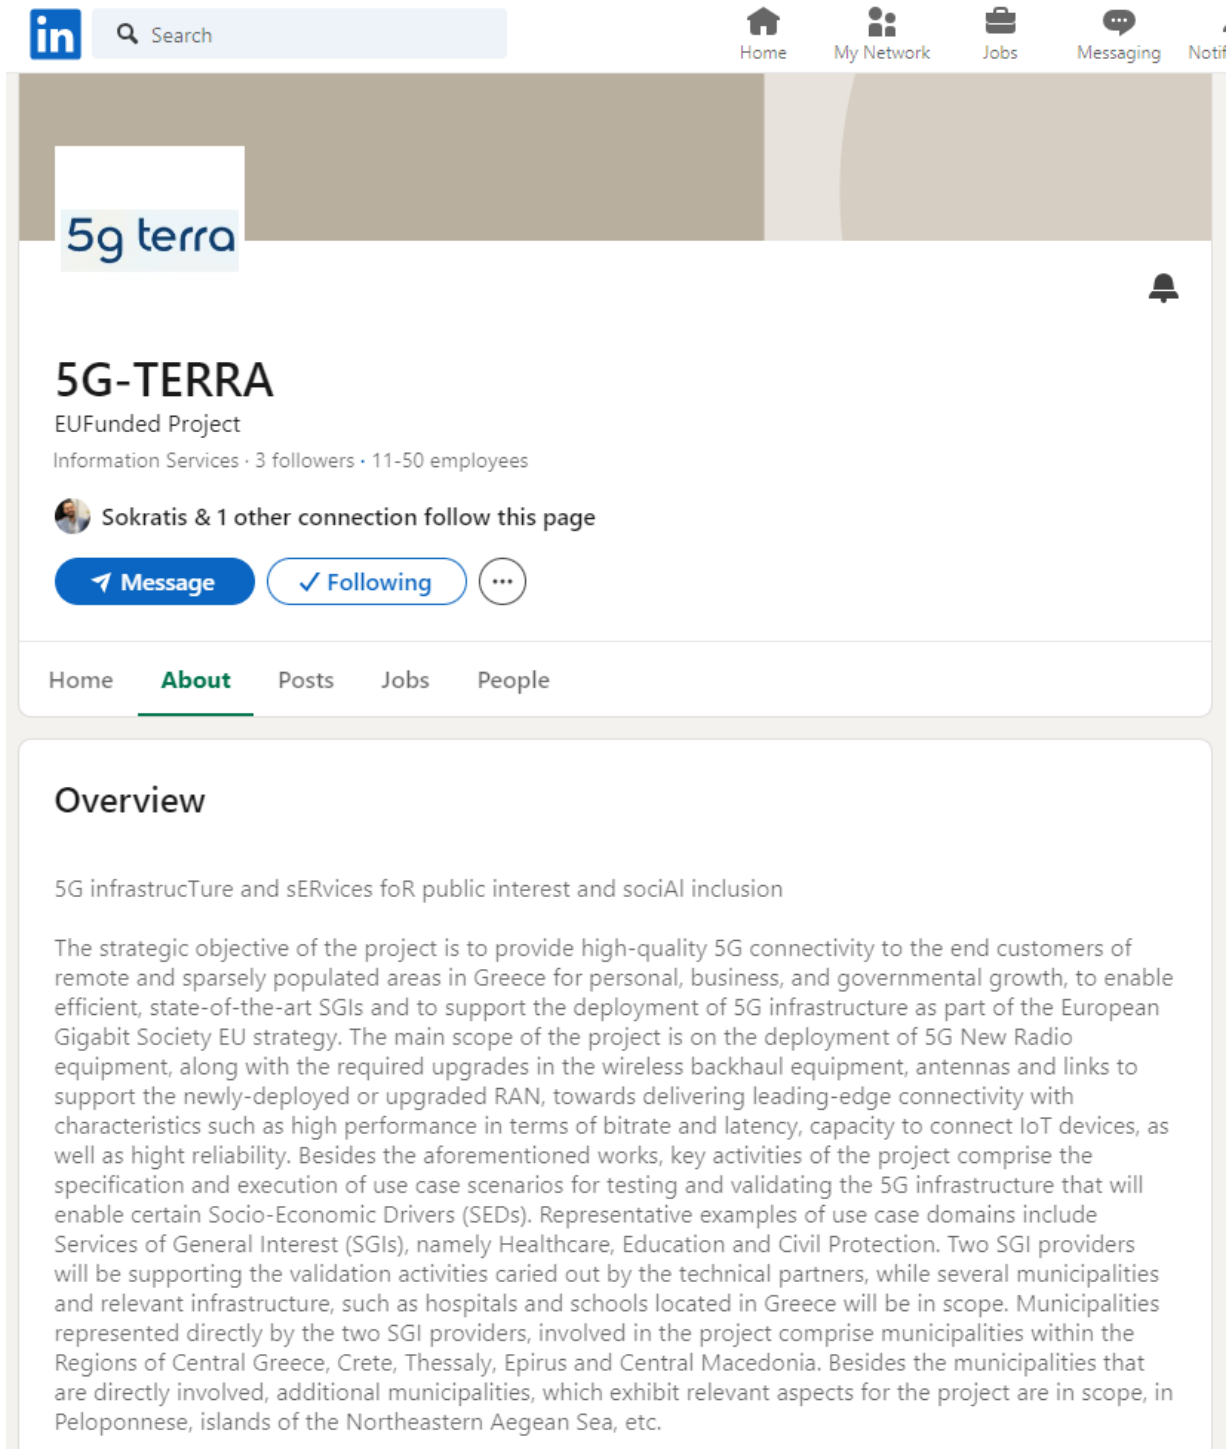 in
Search
Home
My Network
Jobs
Messaging
Notif
5g terra
5G-TERRA
EUFunded Project
Information Services · 3 followers · 11-50 employees
Sokratis & 1 other connection follow this page
Message
Following
Home
About
Posts
Jobs
People
Overview
5G infrastrucTure and sERvices foR public interest and sociAl inclusion
The strategic objective of the project is to provide high-quality 5G connectivity to the end customers of
remote and sparsely populated areas in Greece for personal, business, and governmental growth, to enable
efficient, state-of-the-art SGIs and to support the deployment of 5G infrastructure as part of the European
Gigabit Society EU strategy. The main scope of the project is on the deployment of 5G New Radio
equipment, along with the required upgrades in the wireless backhaul equipment, antennas and links to
support the newly-deployed or upgraded RAN, towards delivering leading-edge connectivity with
characteristics such as high performance in terms of bitrate and latency, capacity to connect IoT devices, as
well as hight reliability. Besides the aforementioned works, key activities of the project comprise the
specification and execution of use case scenarios for testing and validating the 5G infrastructure that will
enable certain Socio-Economic Drivers (SEDs). Representative examples of use case domains include
Services of General Interest (SGIs), namely Healthcare, Education and Civil Protection. Two SGI providers
will be supporting the validation activities caried out by the technical partners, while several municipalities
and relevant infrastructure, such as hospitals and schools located in Greece will be in scope. Municipalities
represented directly by the two SGI providers, involved in the project comprise municipalities within the
Regions of Central Greece, Crete, Thessaly, Epirus and Central Macedonia. Besides the municipalities that
are directly involved, additional municipalities, which exhibit relevant aspects for the project are in scope, in
Peloponnese, islands of the Northeastern Aegean Sea, etc.